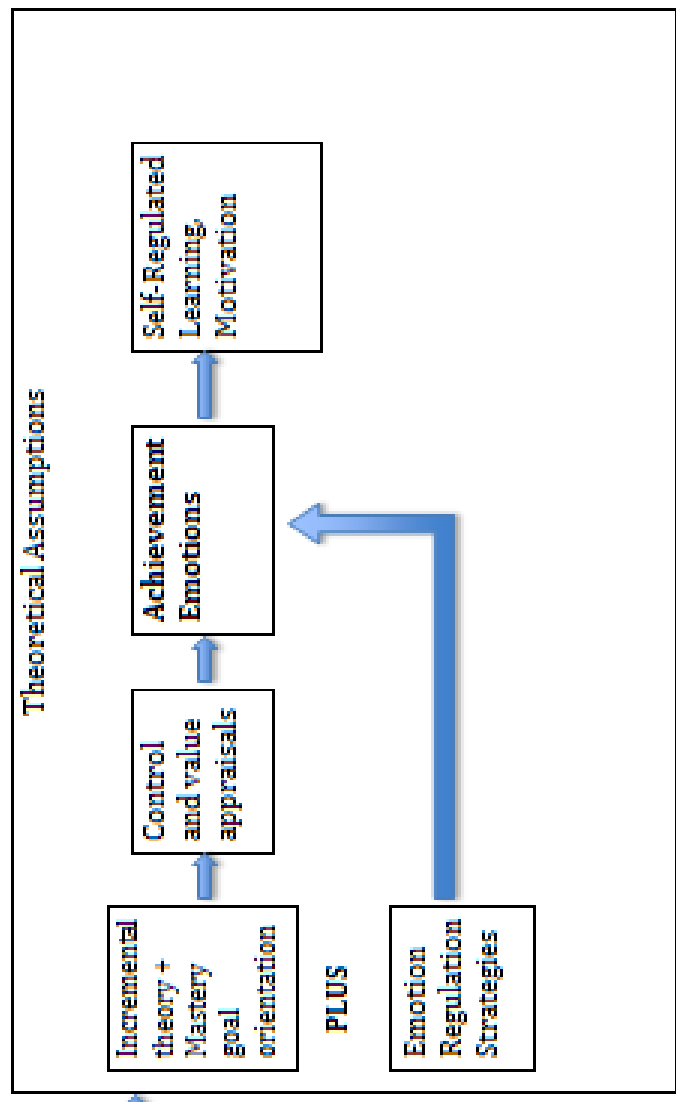 Theoretical Assumptions
Incremental
theory +
Mastery
goal
orientation
Control
and value
appraisals
Achievement
Emotions
Self-Regulated
Learning,
Motivation
PLUS
Emotion
Regulation
Strategies